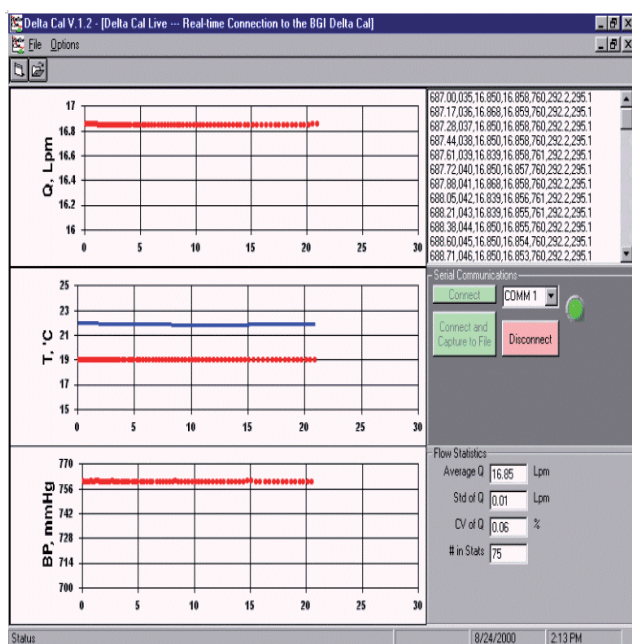 Delta Cal V.1.2 - [Delta Cal Live --- Real-time Connection to the BGI Delta Cal]
File Options
17
16.8
16.6
16.4
16.2
16
Q, Lpm
0 5 10 15 20 25 30
687.00,035,16.850,16.858,760,292.2,295.1
687.17,036,16.868,16.859,760,292.2,295.1
687.28,037,16.850,16.858,760,292.2,295.1
687.44,038,16.850,16.858,760,292.2,295.1
687.61,039,16.839,16.858,761,292.2,295.1
687.72,040,16.850,16.857,760,292.2,295.1
687.88,041,16.868,16.858,760,292.2,295.1
688.05,042,16.839,16.856,761,292.2,295.1
688.21,043,16.839,16.855,761,292.2,295.1
688.38,044,16.850,16.855,760,292.2,295.1
688.60,045,16.850,16.854,760,292.2,295.1
688.71,046,16.850,16.853,760,292.2,295.1
25
23
21
19
17
15
T, °C
0 5 10 15 20 25 30
Serial Communications
Connect
COMM 1
Connect and
Capture to File
Disconnect
770
756
742
728
714
700
BP, mmHg
0 5 10 15 20 25 30
Flow Statistics
Average Q 16.85 Lpm
Std of Q 0.01 Lpm
CV of Q 0.06 %
# in Stats 75
Status 8/24/2000 2:13 PM